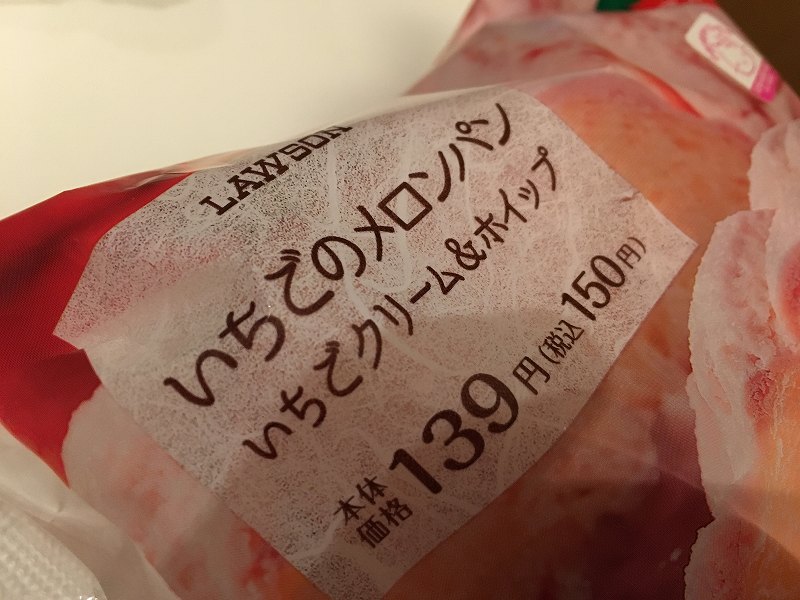 LAWSON
いちごのメロンパン
いちごクリーム&ホイップ
本体
価格
139円(税込150円)